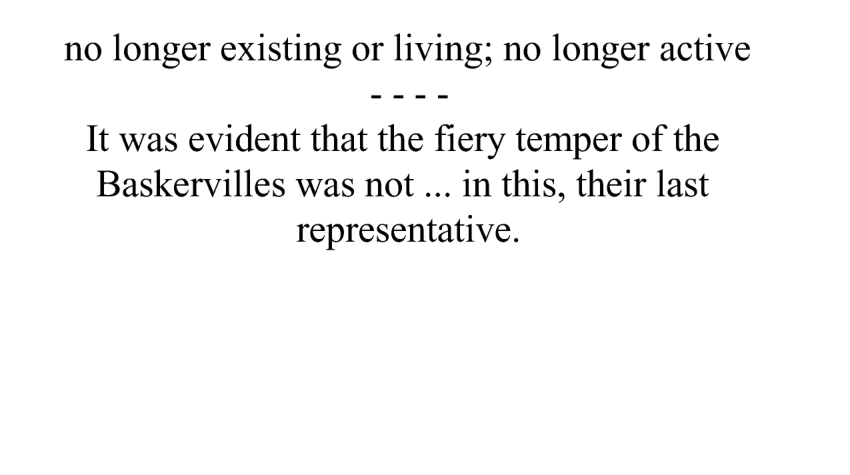 no longer existing or living; no longer active
- - - -
It was evident that the fiery temper of the
Baskervilles was not ... in this, their last
representative.